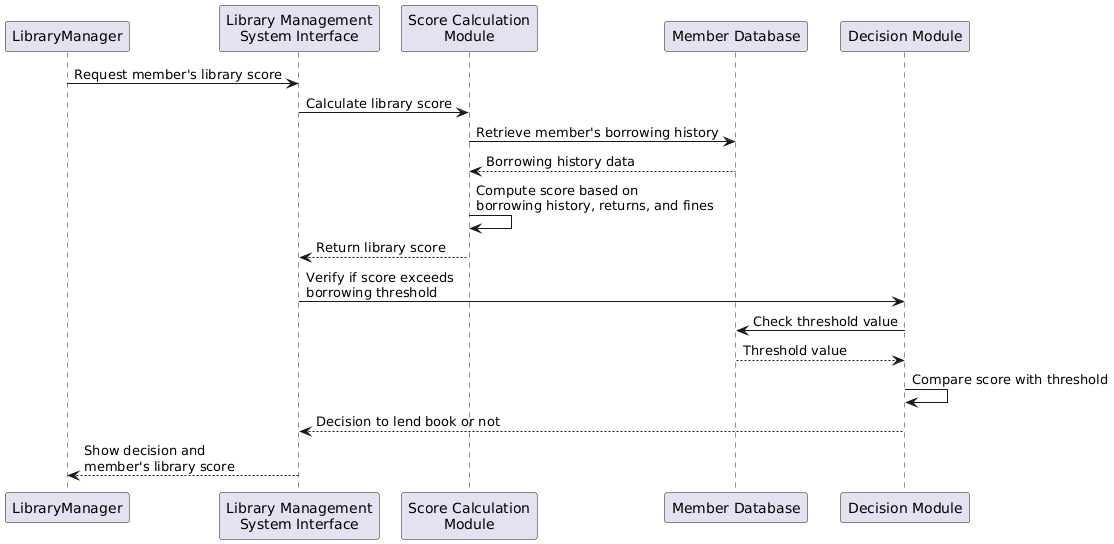 LibraryManager
Library Management
System Interface
Score Calculation
Module
Member Database
Decision Module
Request member's library score
Calculate library score
Retrieve member's borrowing history
Borrowing history data
Compute score based on
borrowing history, returns, and fines
Return library score
Verify if score exceeds
borrowing threshold
Check threshold value
Threshold value
Compare score with threshold
Decision to lend book or not
Show decision and
member's library score
LibraryManager
Library Management
System Interface
Score Calculation
Module
Member Database
Decision Module